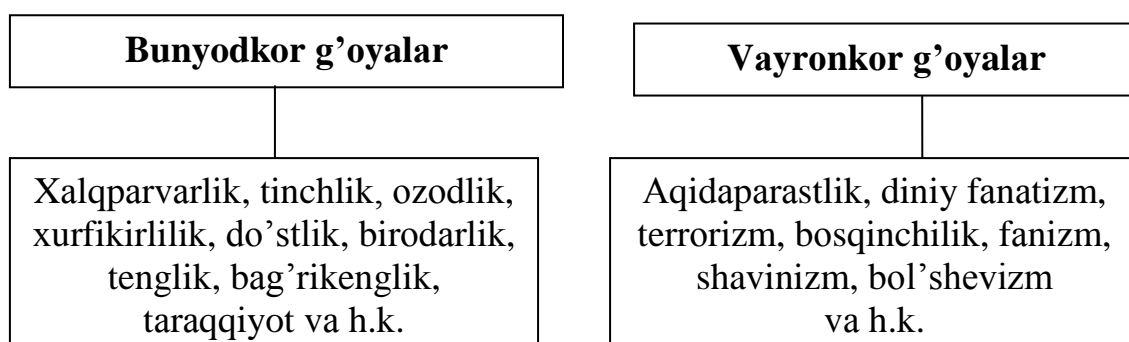 Bunyodkor g’oyalar
Xalqparvarlik, tinchlik, ozodlik,
xurfikirlilik, do’stlik, birodarlik,
tenglik, bag’rikenglik,
taraqqiyot va h.k.
Vayronkor g’oyalar
Aqidaparastlik, diniy fanatizm,
terrorizm, bosqinchilik, fanizm,
shavinizm, bol’shevizm
va h.k.